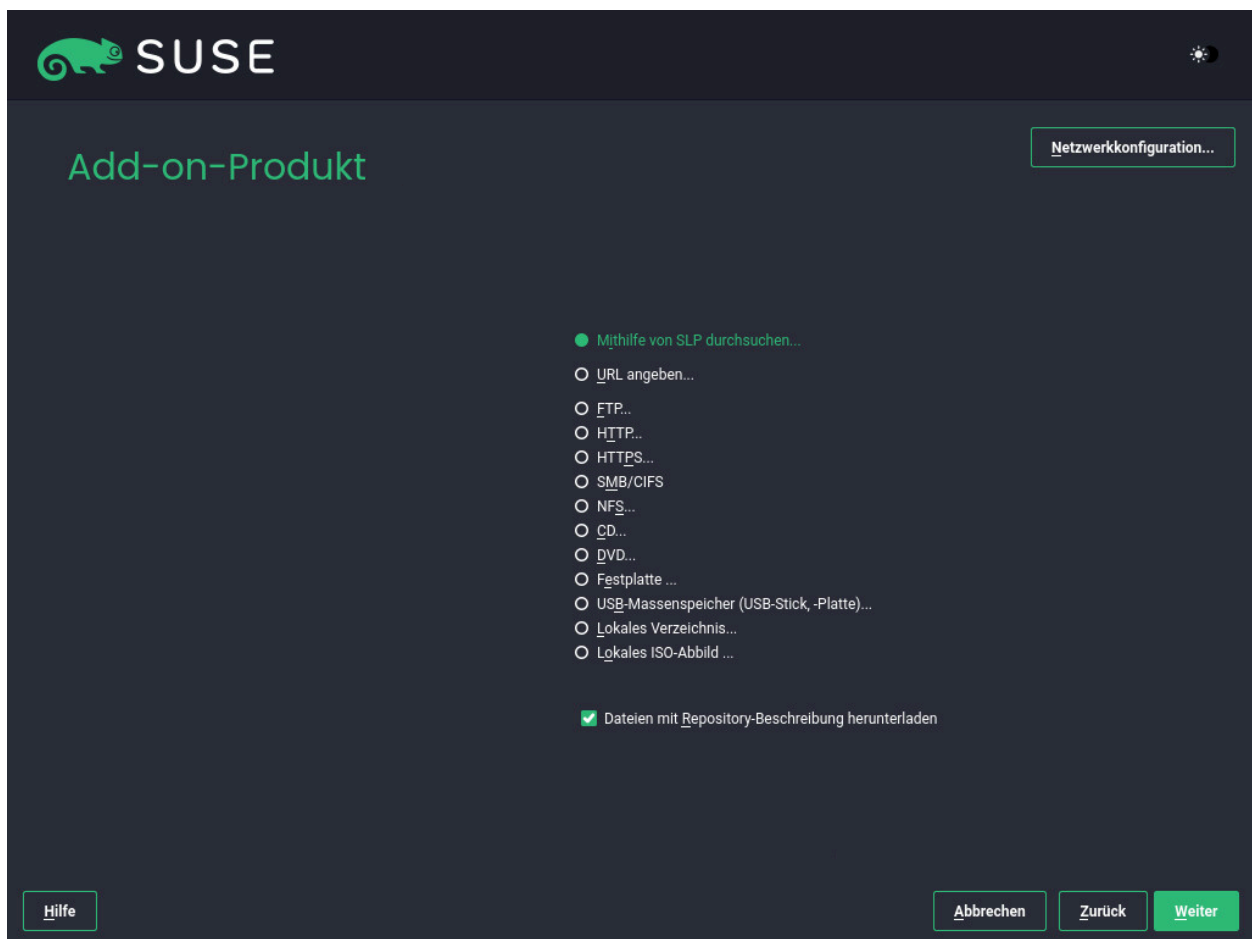 SUSE
Add-on-Produkt
Netzwerkkonfiguration...
Mithilfe von SLP durchsuchen...
URL angeben...
FTP...
HTTP...
HTTPS...
SMB/CIFS
NFS...
CD...
DVD...
Festplatte ...
USB-Massenspeicher (USB-Stick, -Platte)...
Lokales Verzeichnis...
Lokales ISO-Abbild ...
Dateien mit Repository-Beschreibung herunterladen
Hilfe
Abbrechen
Zurück
Weiter